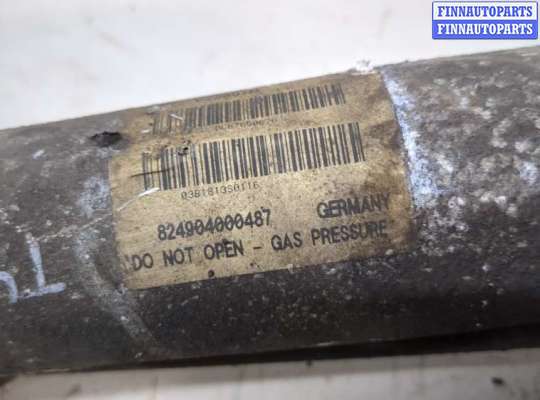 FINNAUTOPARTS
FINNAUTOPARTS
824904000487 GERMANY
DO NOT OPEN - GAS PRESSURE